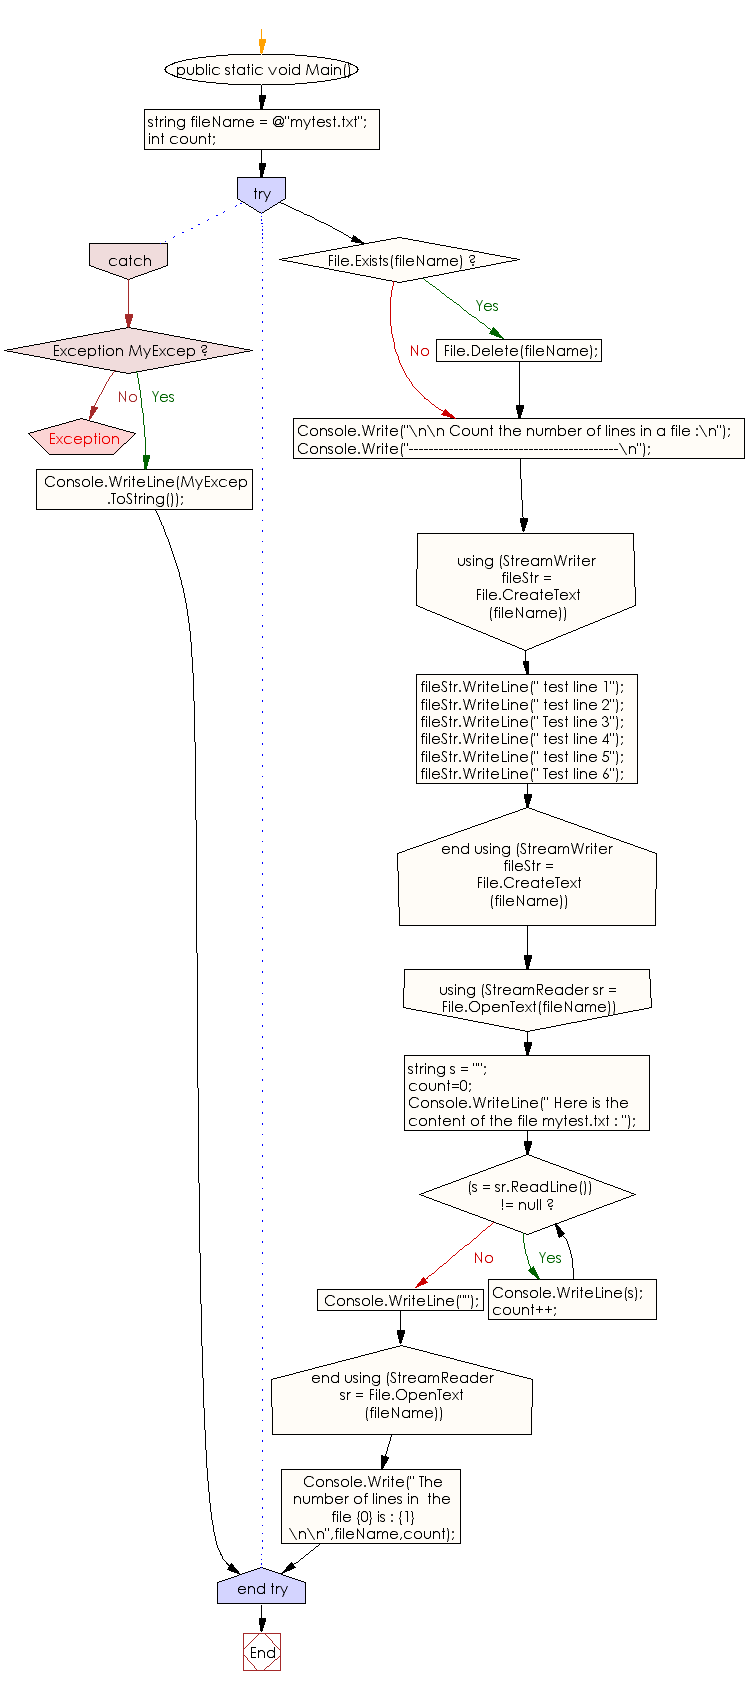 public static void Main()
string fileName = @"mytest.txt";
int count;
try
catch
File.Exists(fileName) ?
Yes
No
File.Delete(fileName);
Exception MyExcep ?
No
Yes
Exception
Console.WriteLine(MyExcep
.ToString());
Console.Write("\n\n Count the number of lines in a file :\n");
Console.Write("------------------------------------------\n");
using (StreamWriter
fileStr =
File.CreateText
(fileName))
fileStr.WriteLine(" test line 1");
fileStr.WriteLine(" test line 2");
fileStr.WriteLine(" Test line 3");
fileStr.WriteLine(" test line 4");
fileStr.WriteLine(" test line 5");
fileStr.WriteLine(" Test line 6");
end using (StreamWriter
fileStr =
File.CreateText
(fileName))
using (StreamReader sr =
File.OpenText(fileName))
string s = "";
count=0;
Console.WriteLine(" Here is the
content of the file mytest.txt : ");
(s = sr.ReadLine())
!= null ?
No
Yes
Console.WriteLine(s);
count++;
Console.WriteLine("");
end using (StreamReader
sr = File.OpenText
(fileName))
Console.Write(" The
number of lines in  the
file {0} is : {1}
\n\n",fileName,count);
end try
End